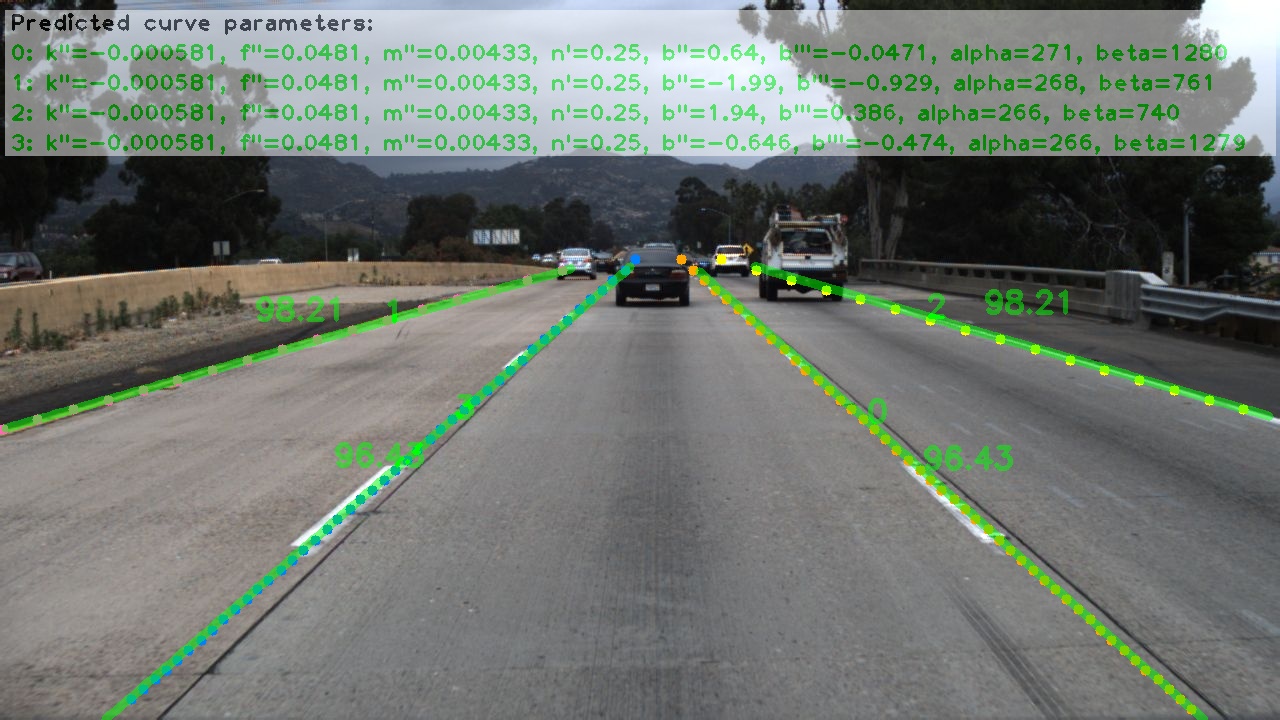 Predicted curve parameters:
0: k''=-0.000581, f''=0.0481, m''=0.00433, n'=0.25, b''=0.64, b'''=-0.0471, alpha=271, beta=1280
1: k''=-0.000581, f''=0.0481, m''=0.00433, n'=0.25, b''=-1.99, b'''=-0.929, alpha=268, beta=761
2: k''=-0.000581, f''=0.0481, m''=0.00433, n'=0.25, b''=1.94, b'''=0.386, alpha=266, beta=740
3: k''=-0.000581, f''=0.0481, m''=0.00433, n'=0.25, b''=-0.646, b'''=-0.474, alpha=266, beta=1279
98.21 1 2 98.21
3 0
96.43 96.43